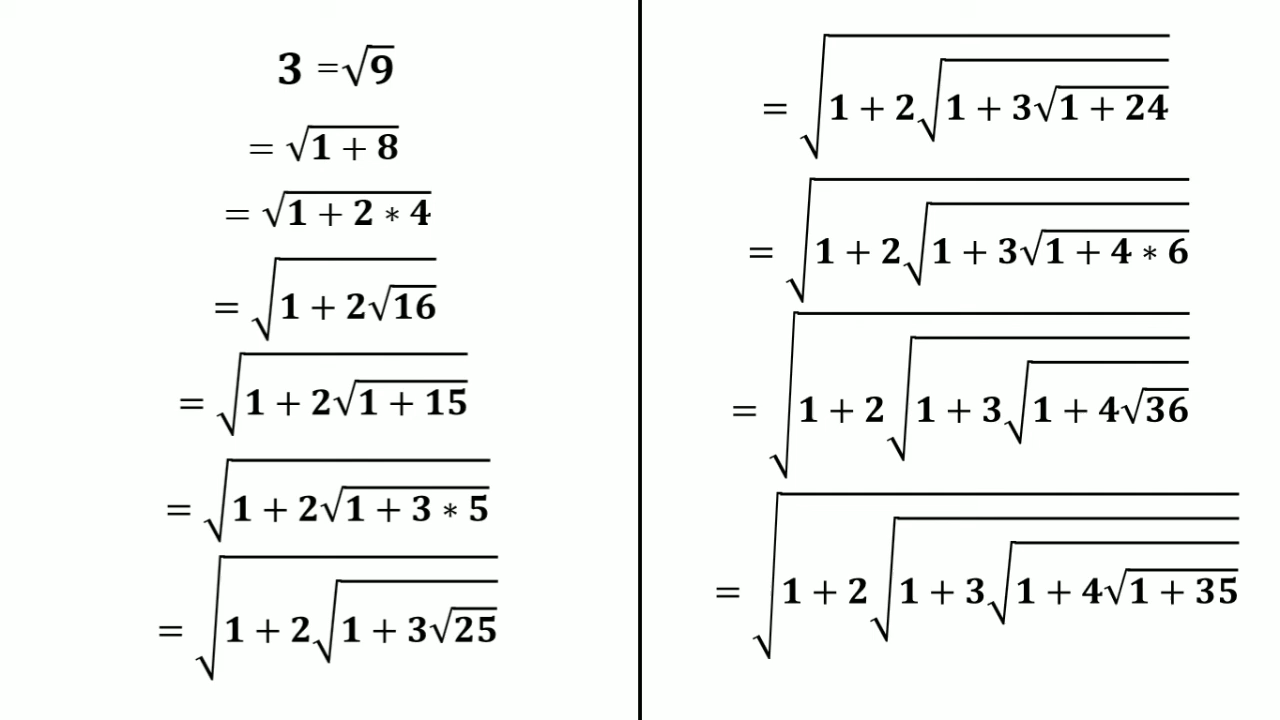 3 =√9
= √1 + 8
= √1 + 2 * 4
= √1 + 2√16
= √1 + 2√1 + 15
= √1 + 2√1 + 3 * 5
= √1 + 2√1 + 3√25
= √1 + 2√1 + 3√1 + 24
= √1 + 2√1 + 3√1 + 4 * 6
= √1 + 2√1 + 3√1 + 4√36
= √1 + 2√1 + 3√1 + 4√1 + 35